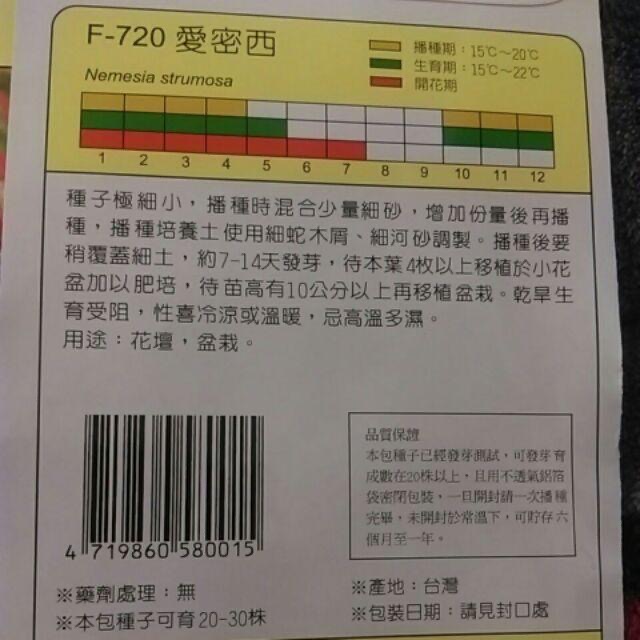 F-720 愛密西
Nemesia strumosa
播種期：15℃～20℃
生育期：15℃～22℃
開花期
1 2 3 4 5 6 7 8 9 10 11 12
種子極細小，播種時混合少量細砂，增加份量後再播
種，播種培養土使用細蛇木屑、細河砂調製。播種後要
稍覆蓋細土，約7-14天發芽，待本葉4枚以上移植於小花
盆加以肥培，待苗高有10公分以上再移植盆栽。乾旱生
育受阻，性喜冷涼或溫暖，忌高溫多濕。
用途：花壇，盆栽。
4 719860 580015
品質保證
本包種子已經發芽測試，可發芽育
成數在20株以上，且用不透氣鋁箔
袋密閉包裝，一旦開封請一次播種
完畢，未開封於常溫下，可貯存六
個月至一年。
※藥劑處理：無
※本包種子可育20-30株
※產地：台灣
※包裝日期：請見封口處